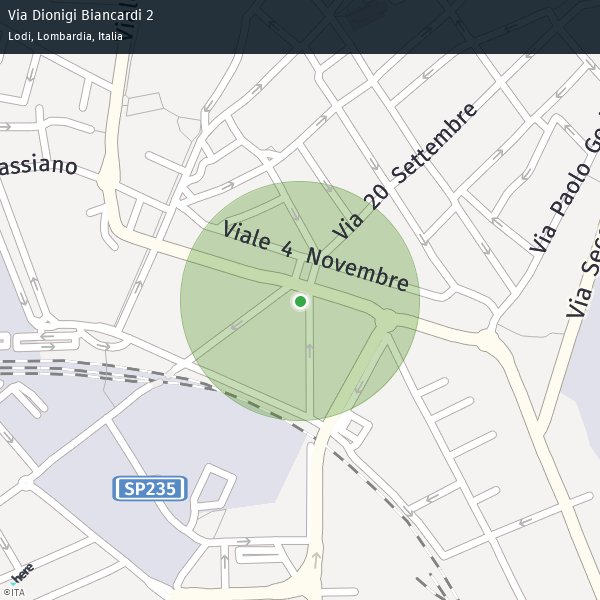 Via Dionigi Biancardi 2
Lodi, Lombardia, Italia
assiano
Via 20 Settembre
Viale 4 Novembre
Via Paolo Go
Via Seca
SP235
here
©ITA